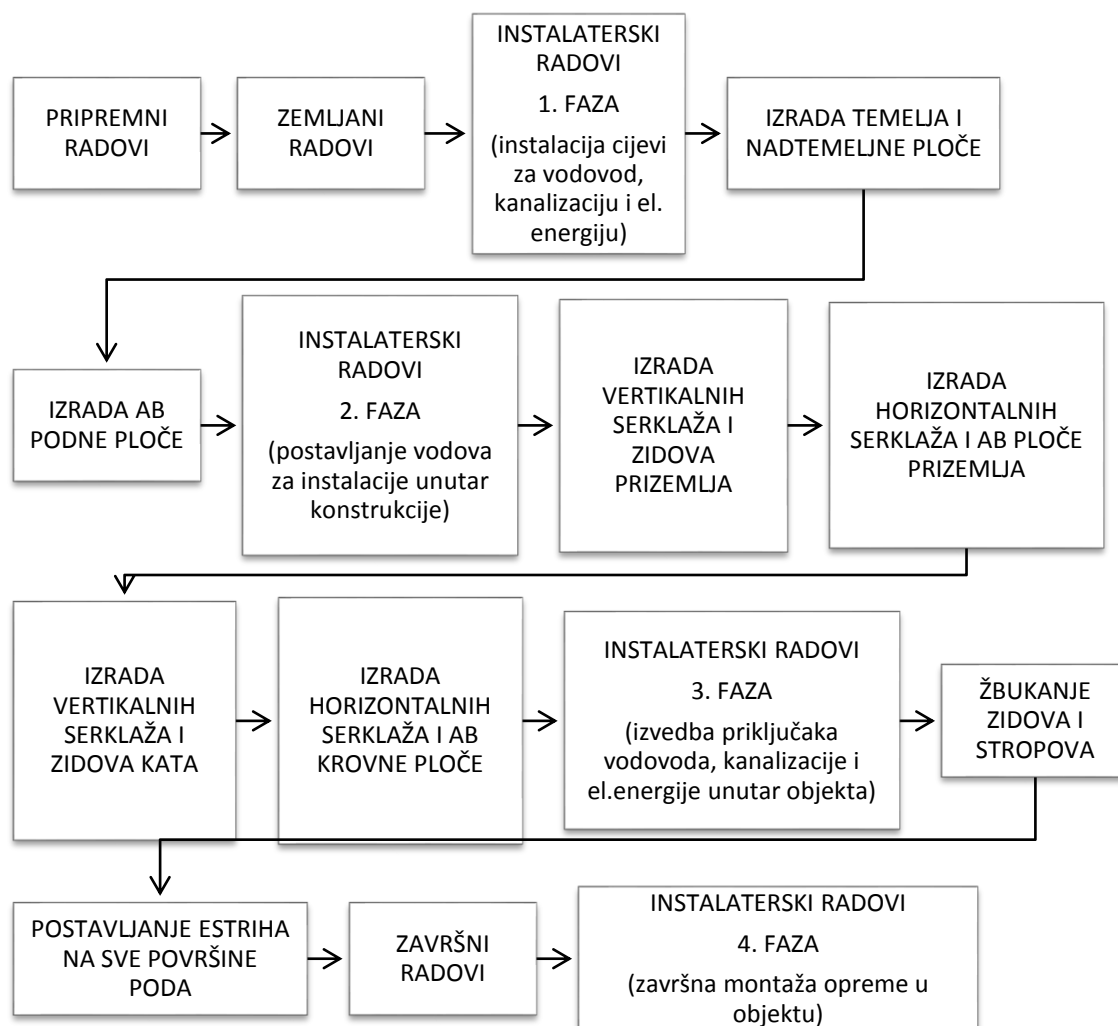 PRIPREMNI
RADOVI
ZEMLJANI
RADOVI
INSTALATERSKI
RADOVI
1. FAZA
(instalacija cijevi
za vodovod,
kanalizaciju i el.
energiju)
IZRADA TEMELJA I
NADTEMELJNE PLOČE
IZRADA AB
PODNE PLOČE
INSTALATERSKI
RADOVI
2. FAZA
(postavljanje vodova
za instalacije unutar
konstrukcije)
IZRADA
VERTIKALNIH
SERKLAŽA I
ZIDOVA
PRIZEMLJA
IZRADA
HORIZONTALNIH
SERKLAŽA I AB PLOČE
PRIZEMLJA
IZRADA
VERTIKALNIH
SERKLAŽA I
ZIDOVA KATA
IZRADA
HORIZONTALNIH
SERKLAŽA I AB
KROVNE PLOČE
INSTALATERSKI RADOVI
3. FAZA
(izvedba priključaka
vodovoda, kanalizacije i
el.energije unutar objekta)
ŽBUKANJE
ZIDOVA I
STROPOVA
POSTAVLJANJE ESTRIHA
NA SVE POVRŠINE
PODA
ZAVRŠNI
RADOVI
INSTALATERSKI RADOVI
4. FAZA
(završna montaža opreme u
objektu)